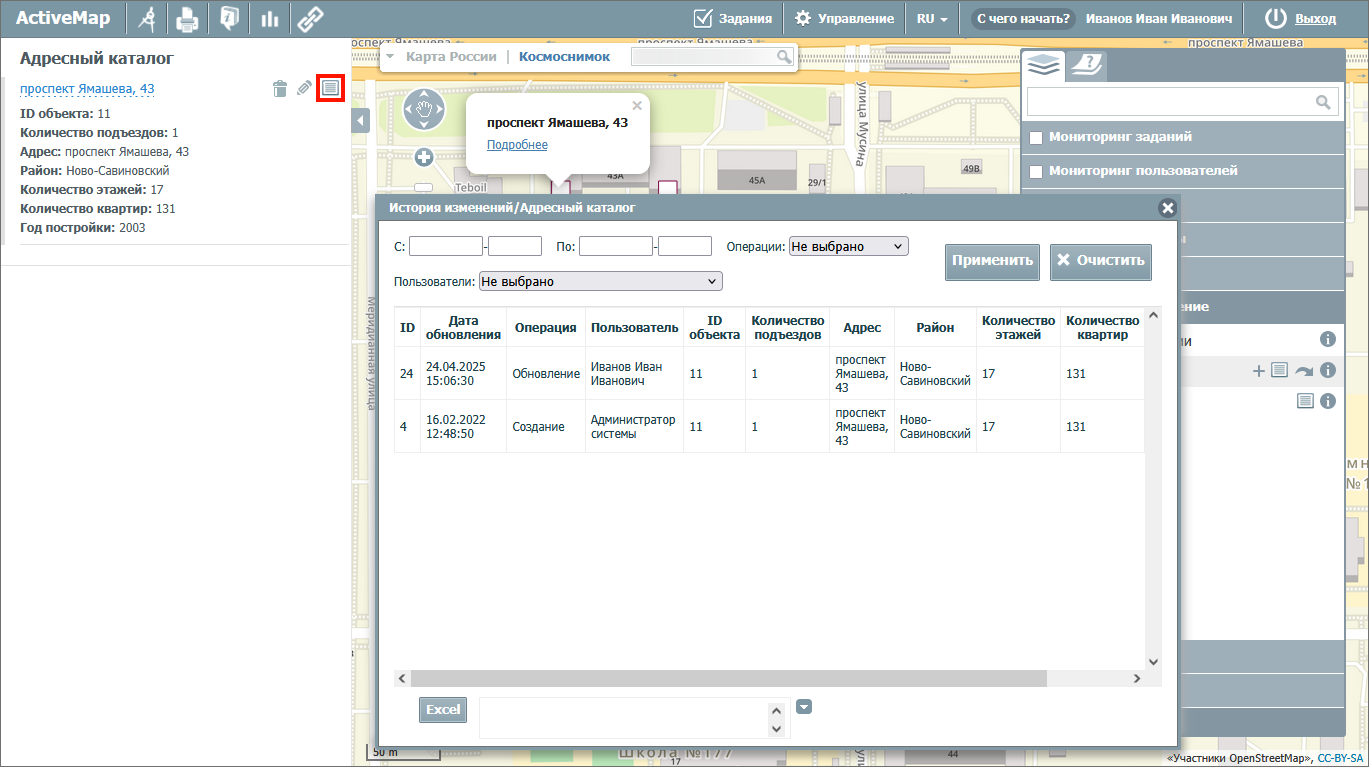 ActiveMap
Задания
Управление
RU
С чего начать?
Иванов Иван Иванович
Выход
Адресный каталог
проспект Ямашева, 43
ID объекта: 11
Количество подъездов: 1
Адрес: проспект Ямашева, 43
Район: Ново-Савиновский
Количество этажей: 17
Количество квартир: 131
Год постройки: 2003
проспект Ямашева
Карта России | Космоснимок
проспект Ямашева, 43
Подробнее
улица Мусина
Teboil
43А
45А
29/1
49В
Меридианная улица
Мониторинг заданий
Мониторинг пользователей
ение
ии
История изменений/Адресный каталог
С: - По: - Операции: Не выбрано
Применить
Очистить
Пользователи: Не выбрано
ID Дата обновления Операция Пользователь ID объекта Количество подъездов Адрес Район Количество этажей Количество квартир
24 24.04.2025 15:06:30 Обновление Иванов Иван Иванович 11 1 проспект Ямашева, 43 Ново-Савиновский 17 131
4 16.02.2022 12:48:50 Создание Администратор системы 11 1 проспект Ямашева, 43 Ново-Савиновский 17 131
Excel
50 m
Школа №177
17
44
«Участники OpenStreetMap», CC-BY-SA